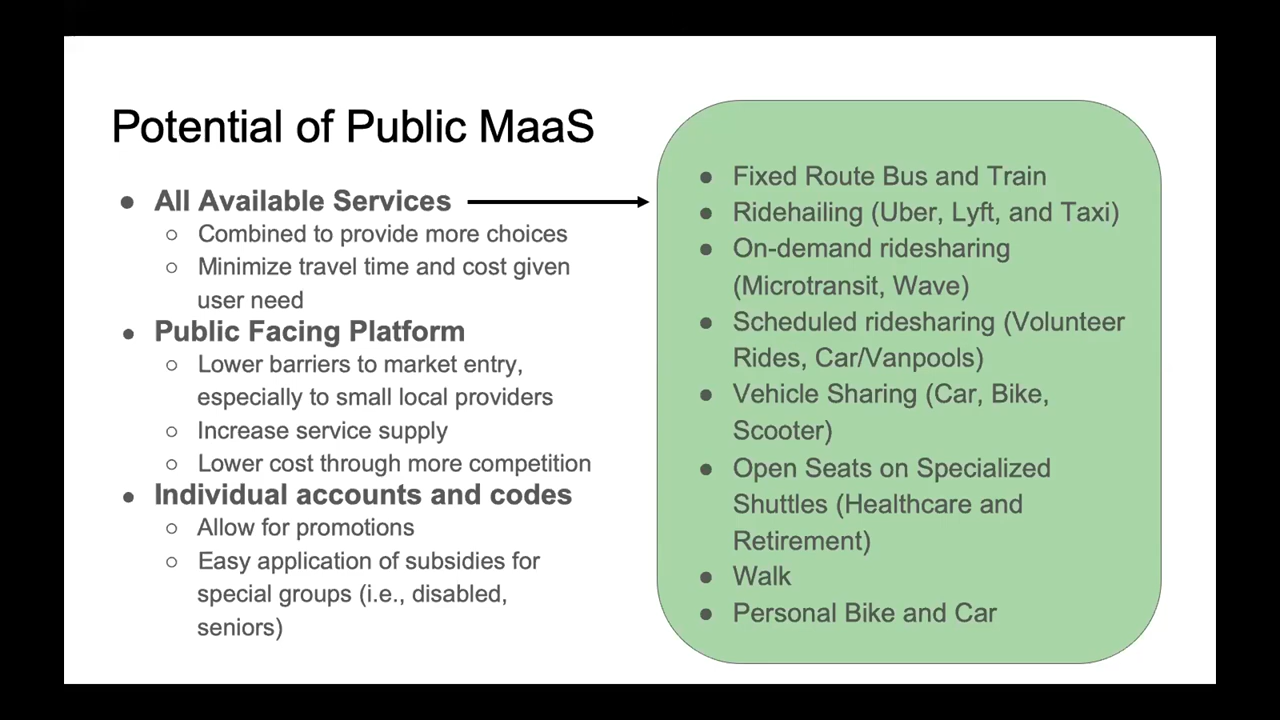 Potential of Public MaaS
● All Available Services
○ Combined to provide more choices
○ Minimize travel time and cost given
user need
● Public Facing Platform
○ Lower barriers to market entry,
especially to small local providers
○ Increase service supply
○ Lower cost through more competition
● Individual accounts and codes
○ Allow for promotions
○ Easy application of subsidies for
special groups (i.e., disabled,
seniors)
● Fixed Route Bus and Train
● Ridehailing (Uber, Lyft, and Taxi)
● On-demand ridesharing
(Microtransit, Wave)
● Scheduled ridesharing (Volunteer
Rides, Car/Vanpools)
● Vehicle Sharing (Car, Bike,
Scooter)
● Open Seats on Specialized
Shuttles (Healthcare and
Retirement)
● Walk
● Personal Bike and Car